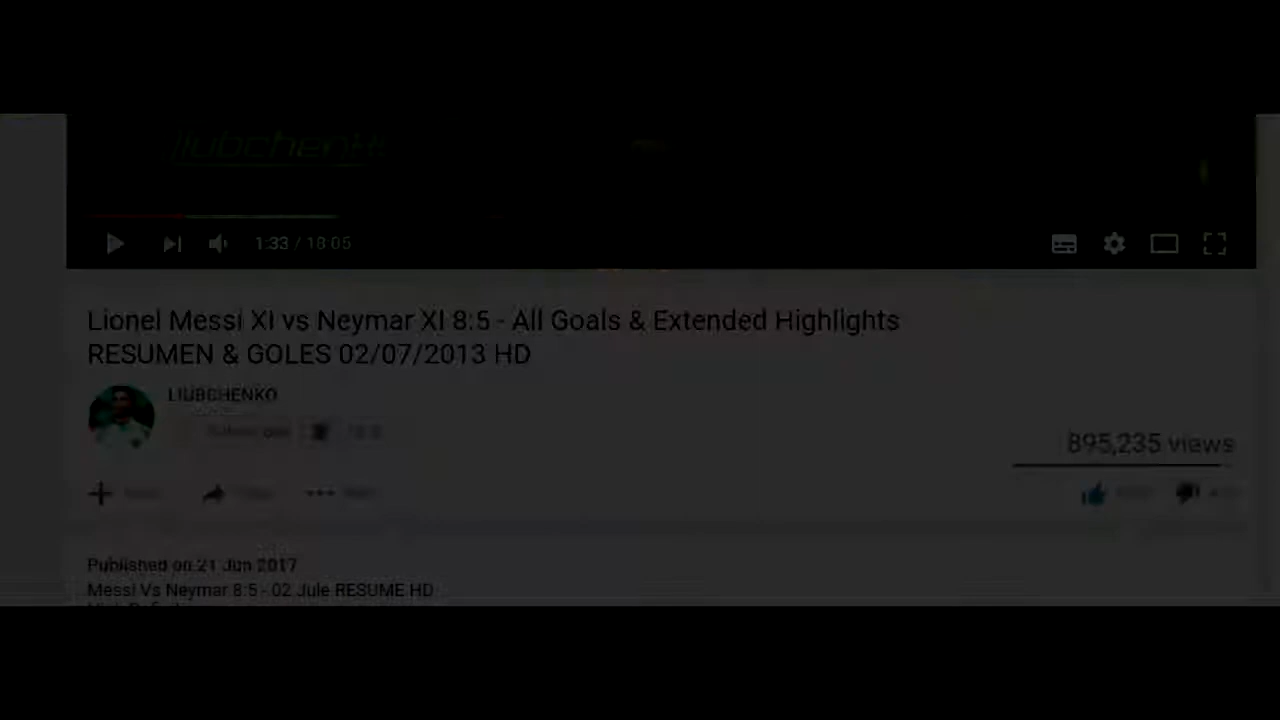 1:33 / 18:05
Lionel Messi XI vs Neymar XI 8:5 - All Goals & Extended Highlights
RESUMEN & GOLES 02/07/2013 HD
LIUBCHENKO
895,235 views
Published on 21 Jun 2017
Messi Vs Neymar 8:5 - 02 Jule RESUME HD